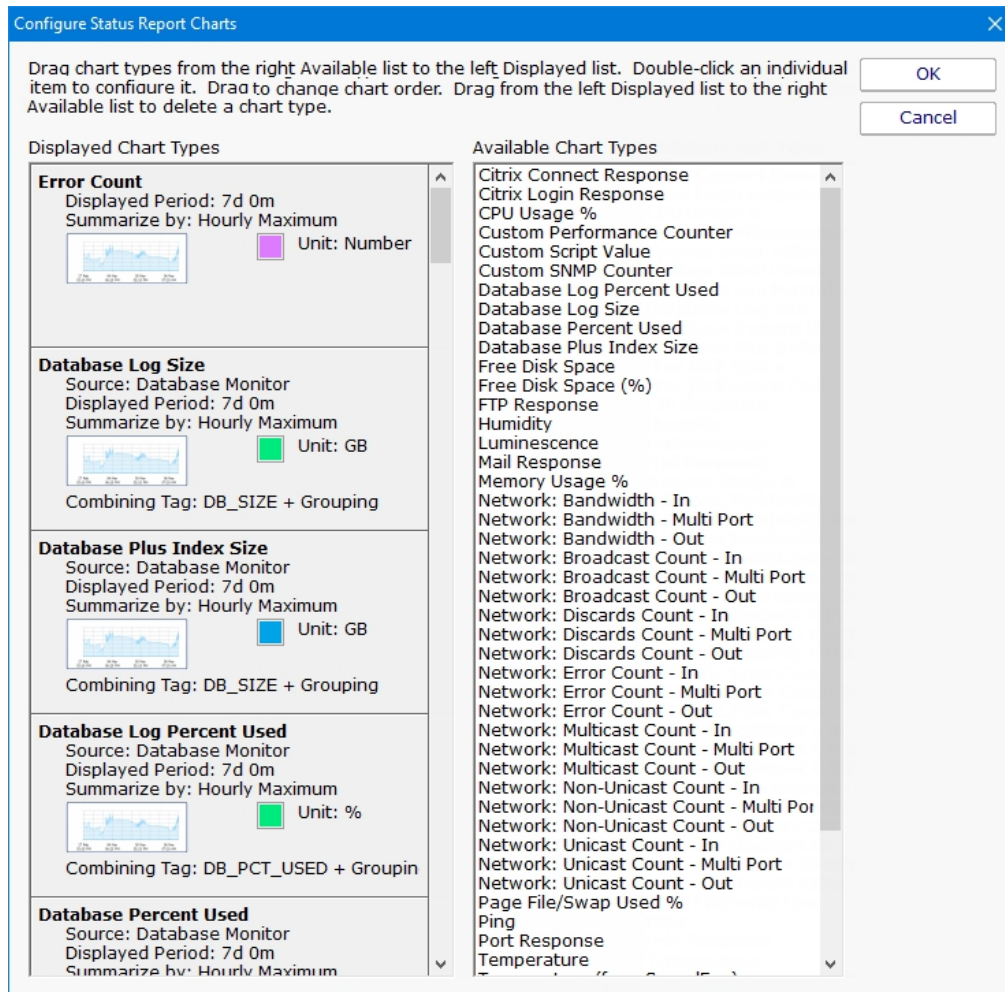 Configure Status Report Charts
Drag chart types from the right Available list to the left Displayed list. Double-click an individual
item to configure it. Drag to change chart order. Drag from the left Displayed list to the right
Available list to delete a chart type.
OK
Cancel
Displayed Chart Types
Error Count
Displayed Period: 7d 0m
Summarize by: Hourly Maximum
Unit: Number
Database Log Size
Source: Database Monitor
Displayed Period: 7d 0m
Summarize by: Hourly Maximum
Unit: GB
Combining Tag: DB_SIZE + Grouping
Database Plus Index Size
Source: Database Monitor
Displayed Period: 7d 0m
Summarize by: Hourly Maximum
Unit: GB
Combining Tag: DB_SIZE + Grouping
Database Log Percent Used
Source: Database Monitor
Displayed Period: 7d 0m
Summarize by: Hourly Maximum
Unit: %
Combining Tag: DB_PCT_USED + Groupin
Database Percent Used
Source: Database Monitor
Displayed Period: 7d 0m
Summarize by: Hourly Maximum
Available Chart Types
Citrix Connect Response
Citrix Login Response
CPU Usage %
Custom Performance Counter
Custom Script Value
Custom SNMP Counter
Database Log Percent Used
Database Log Size
Database Percent Used
Database Plus Index Size
Free Disk Space
Free Disk Space (%)
FTP Response
Humidity
Luminescence
Mail Response
Memory Usage %
Network: Bandwidth - In
Network: Bandwidth - Multi Port
Network: Bandwidth - Out
Network: Broadcast Count - In
Network: Broadcast Count - Multi Port
Network: Broadcast Count - Out
Network: Discards Count - In
Network: Discards Count - Multi Port
Network: Discards Count - Out
Network: Error Count - In
Network: Error Count - Multi Port
Network: Error Count - Out
Network: Multicast Count - In
Network: Multicast Count - Multi Port
Network: Multicast Count - Out
Network: Non-Unicast Count - In
Network: Non-Unicast Count - Multi Por
Network: Non-Unicast Count - Out
Network: Unicast Count - In
Network: Unicast Count - Multi Port
Network: Unicast Count - Out
Page File/Swap Used %
Ping
Port Response
Temperature